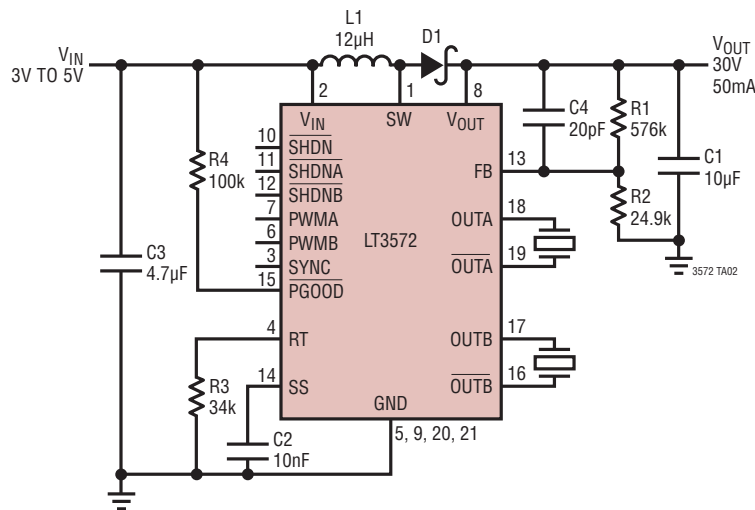 L1
12µH
D1
VIN
3V TO 5V
VOUT
30V
50mA
2
1
8
VIN
SW
VOUT
C4
20pF
R1
576k
10
SHDN
11
SHDNA
12
SHDNB
7
PWMA
6
PWMB
3
SYNC
15
PGOOD
4
RT
14
SS
LT3572
FB
13
OUTA
18
OUTA
19
OUTB
17
OUTB
16
GND
5, 9, 20, 21
R4
100k
C3
4.7µF
R3
34k
C2
10nF
C1
10µF
R2
24.9k
3572 TA02